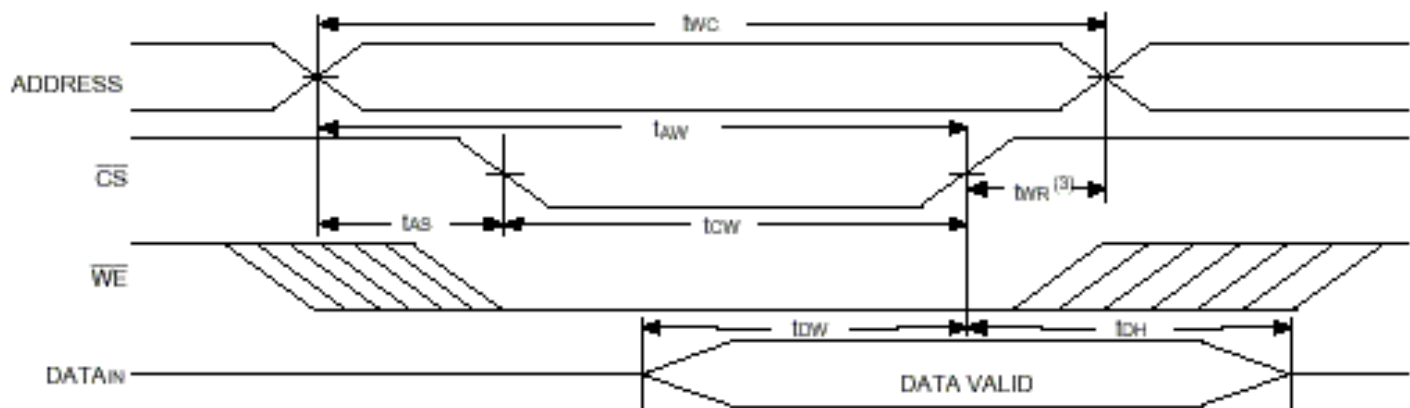 tWC
ADDRESS
tAW
CS
tWR (3)
tAS
tCW
WE
tDW
tDH
DATAIN
DATA VALID